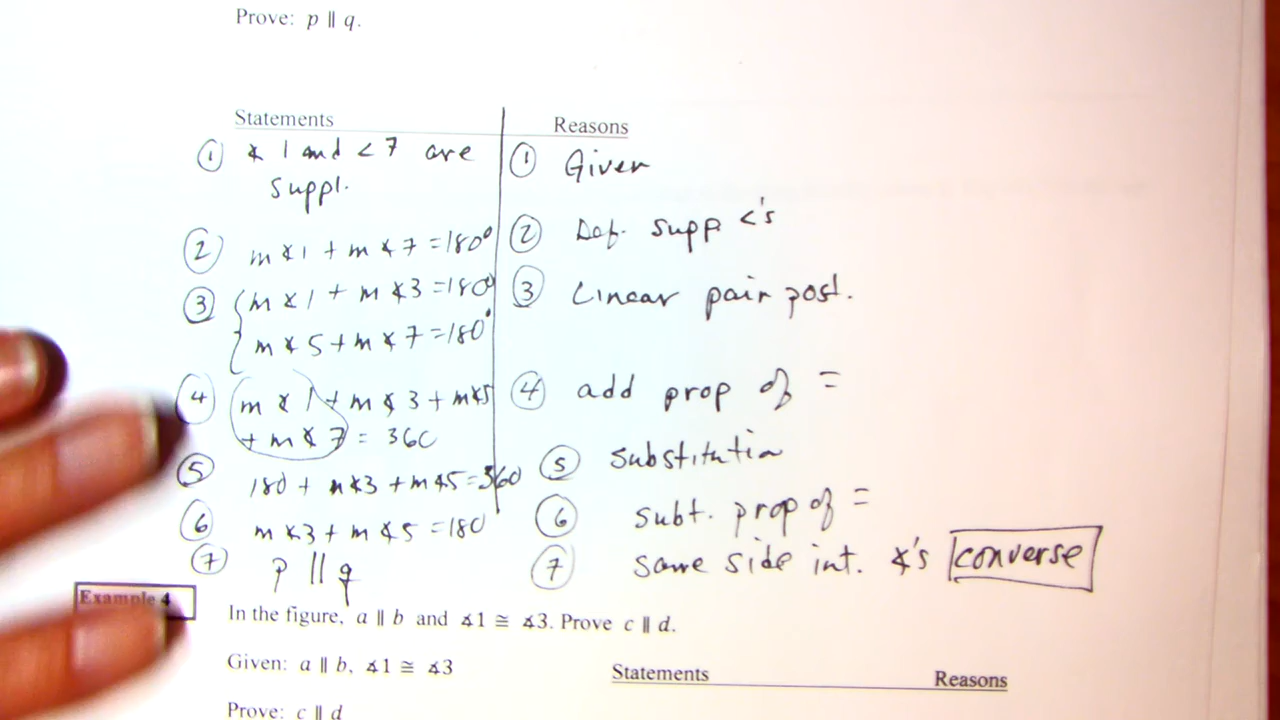 Prove: p ∥ q.
Statements
Reasons
① ∡ 1 and < 7 are
suppl.
① Given
② m∡1 + m∡7 = 180°
② Def. supp. <'s
③ m∡1 + m∡3 = 180°
m∡5 + m∡7 = 180°
③ Linear pair post.
④ m∡1 + m∡3 + m∡5
+ m∡7 = 360
④ add prop of =
⑤ 180 + m∡3 + m∡5 = 360
⑤ substitution
⑥ m∡3 + m∡5 = 180
⑥ subt. prop of =
⑦ p ∥ q
⑦ same side int. ∡'s converse
Example 4
In the figure, a ∥ b and ∡1 ≅ ∡3. Prove c ∥ d.
Given: a ∥ b, ∡1 ≅ ∡3
Statements
Reasons
Prove: c ∥ d